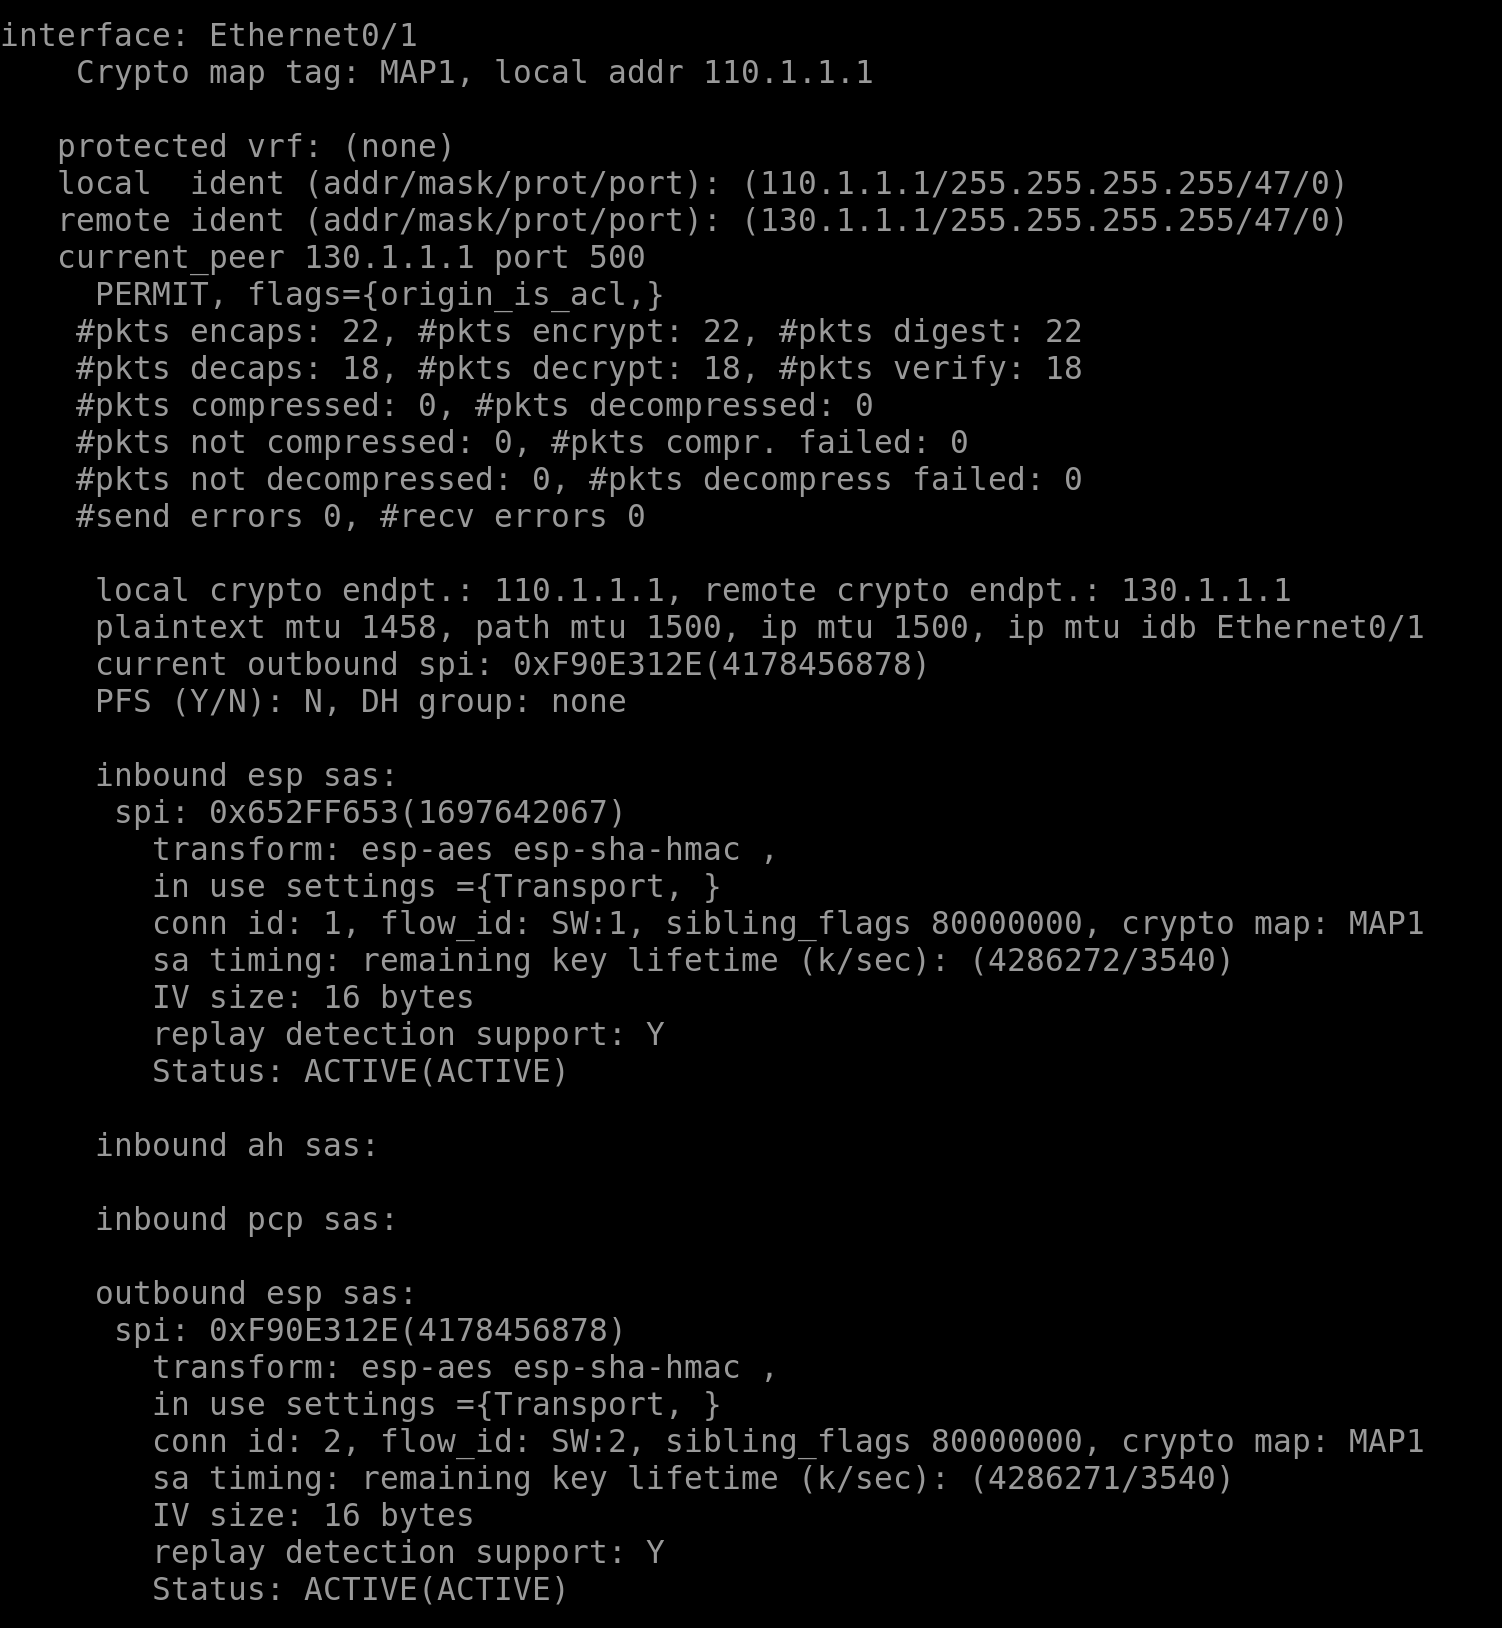 interface: Ethernet0/1
Crypto map tag: MAP1, local addr 110.1.1.1
protected vrf: (none)
local  ident (addr/mask/prot/port): (110.1.1.1/255.255.255.255/47/0)
remote ident (addr/mask/prot/port): (130.1.1.1/255.255.255.255/47/0)
current_peer 130.1.1.1 port 500
PERMIT, flags={origin_is_acl,}
#pkts encaps: 22, #pkts encrypt: 22, #pkts digest: 22
#pkts decaps: 18, #pkts decrypt: 18, #pkts verify: 18
#pkts compressed: 0, #pkts decompressed: 0
#pkts not compressed: 0, #pkts compr. failed: 0
#pkts not decompressed: 0, #pkts decompress failed: 0
#send errors 0, #recv errors 0
local crypto endpt.: 110.1.1.1, remote crypto endpt.: 130.1.1.1
plaintext mtu 1458, path mtu 1500, ip mtu 1500, ip mtu idb Ethernet0/1
current outbound spi: 0xF90E312E(4178456878)
PFS (Y/N): N, DH group: none
inbound esp sas:
spi: 0x652FF653(1697642067)
transform: esp-aes esp-sha-hmac ,
in use settings ={Transport, }
conn id: 1, flow_id: SW:1, sibling_flags 80000000, crypto map: MAP1
sa timing: remaining key lifetime (k/sec): (4286272/3540)
IV size: 16 bytes
replay detection support: Y
Status: ACTIVE(ACTIVE)
inbound ah sas:
inbound pcp sas:
outbound esp sas:
spi: 0xF90E312E(4178456878)
transform: esp-aes esp-sha-hmac ,
in use settings ={Transport, }
conn id: 2, flow_id: SW:2, sibling_flags 80000000, crypto map: MAP1
sa timing: remaining key lifetime (k/sec): (4286271/3540)
IV size: 16 bytes
replay detection support: Y
Status: ACTIVE(ACTIVE)